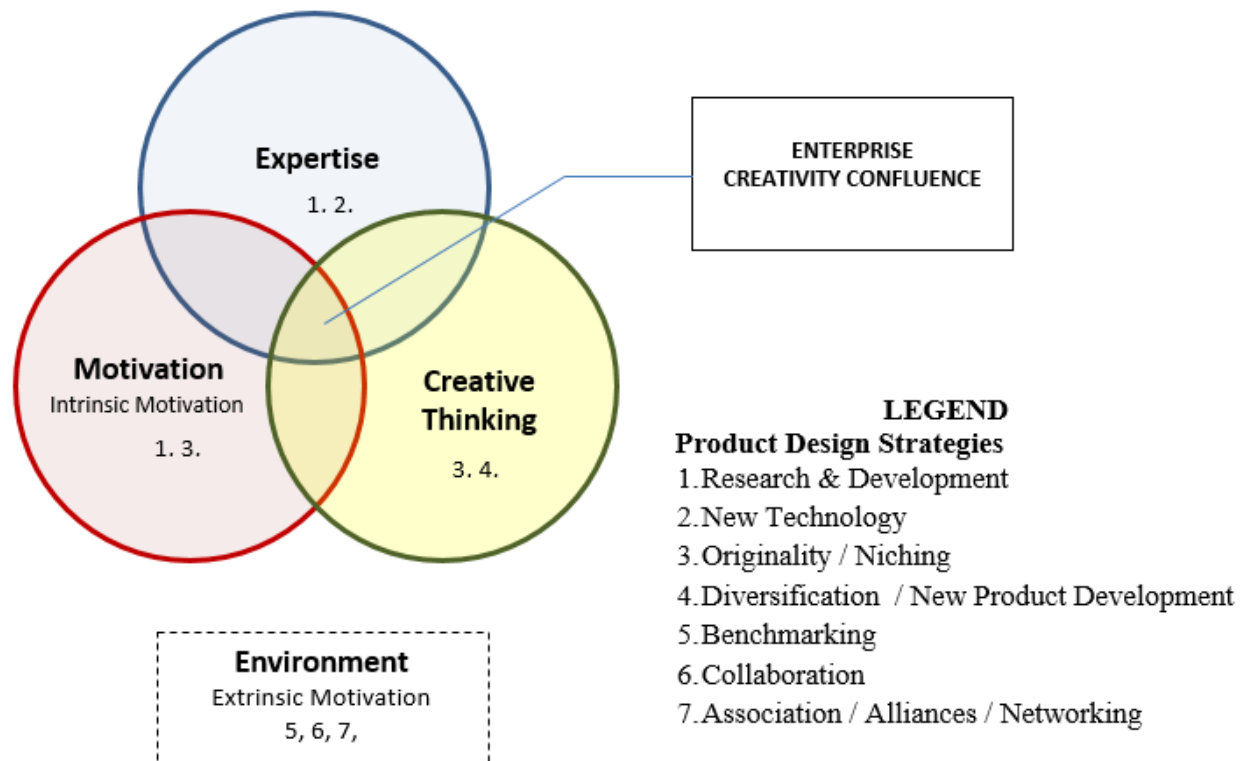 Expertise
1. 2.
ENTERPRISE
CREATIVITY CONFLUENCE
Motivation
Intrinsic Motivation
1. 3.
Creative
Thinking
3. 4.
Environment
Extrinsic Motivation
5, 6, 7,
LEGEND
Product Design Strategies
1.Research & Development
2.New Technology
3.Originality / Niching
4.Diversification / New Product Development
5.Benchmarking
6.Collaboration
7.Association / Alliances / Networking